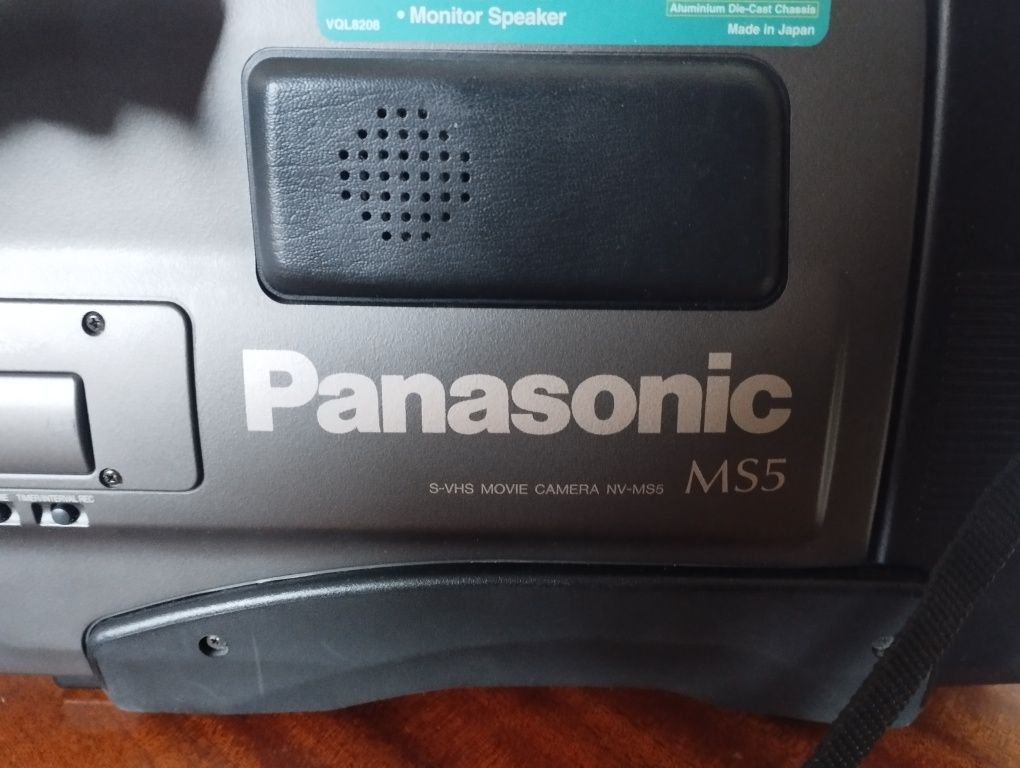 Aluminium Die-Cast Chassis
VQL8208 • Monitor Speaker Made in Japan
Panasonic
S-VHS MOVIE CAMERA NV-MS5 MS5
TIMER/INTERVAL REC